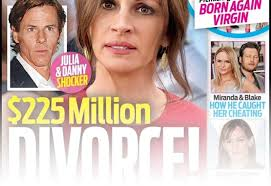 BORN AGAIN
VIRGIN
JULIA & DANNY
SHOCKER
Miranda & Blake
HOW HE CAUGHT
HER CHEATING
$225 Million
DIVORCE!